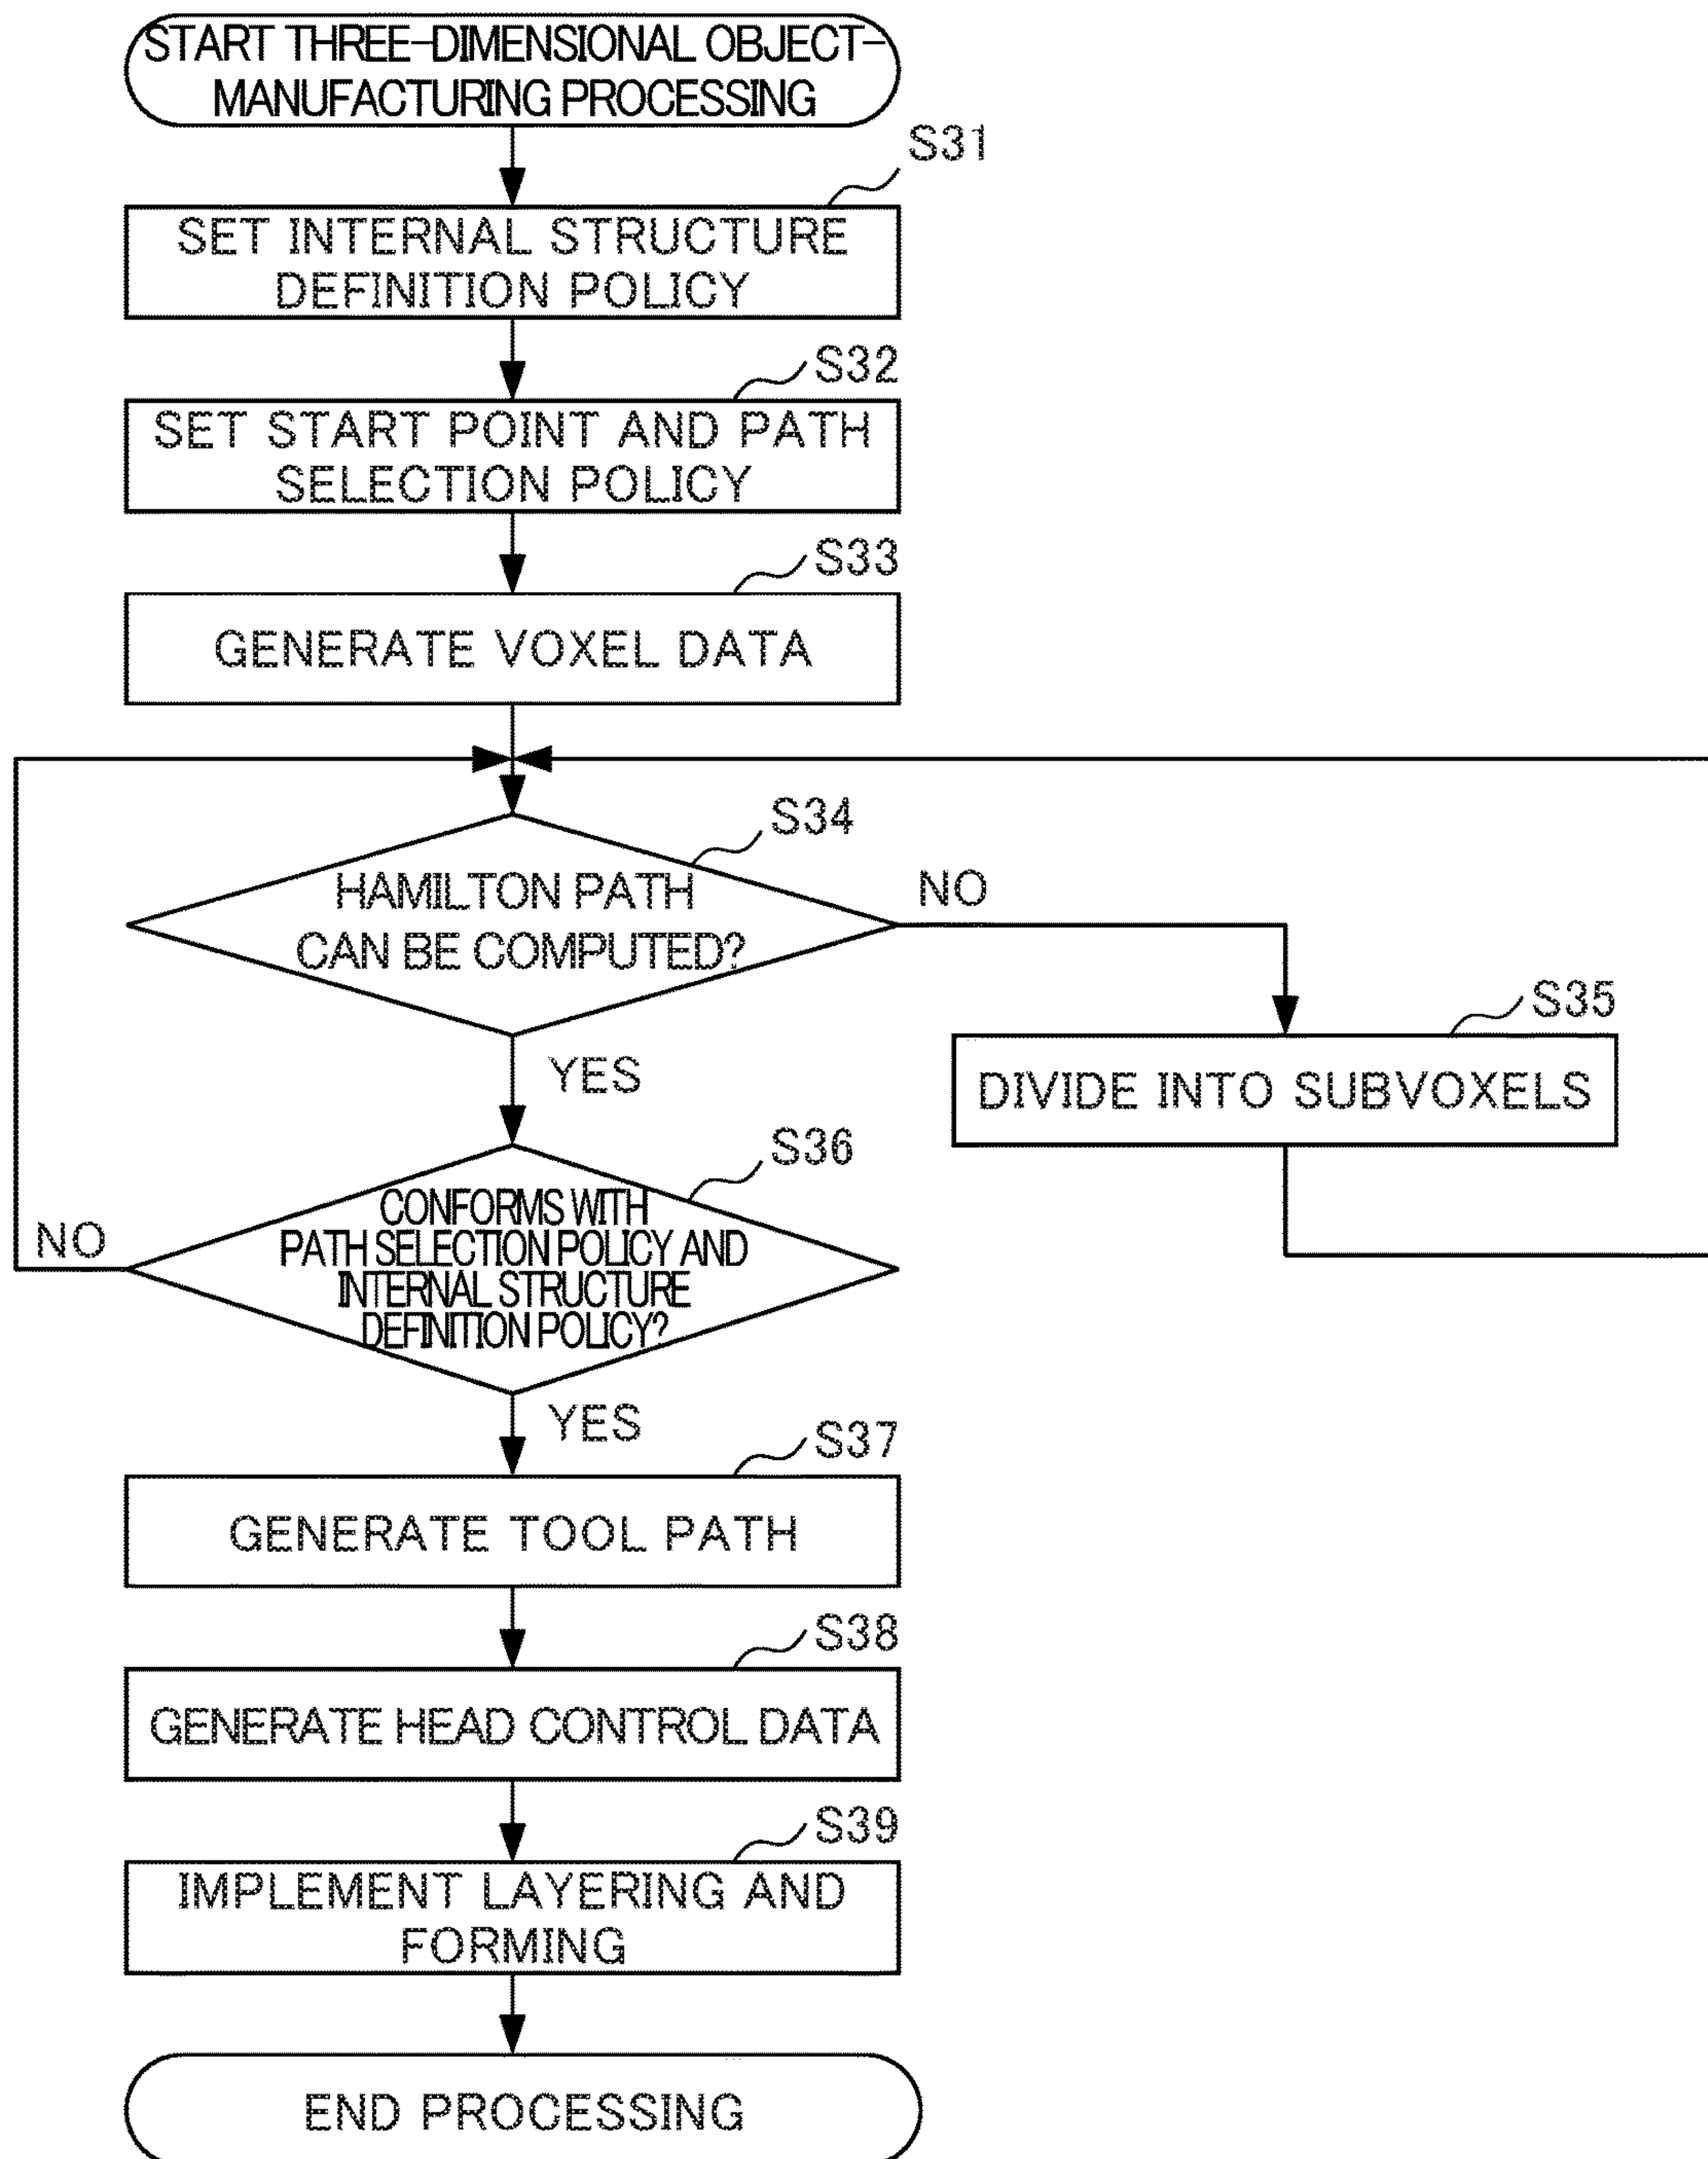 START THREE-DIMENSIONAL OBJECT-
MANUFACTURING PROCESSING
S31
SET INTERNAL STRUCTURE
DEFINITION POLICY
S32
SET START POINT AND PATH
SELECTION POLICY
S33
GENERATE VOXEL DATA
S34
HAMILTON PATH
CAN BE COMPUTED?
NO
YES
S35
DIVIDE INTO SUBVOXELS
S36
CONFORMS WITH
PATH SELECTION POLICY AND
INTERNAL STRUCTURE
DEFINITION POLICY?
NO
YES
S37
GENERATE TOOL PATH
S38
GENERATE HEAD CONTROL DATA
S39
IMPLEMENT LAYERING AND
FORMING
END PROCESSING